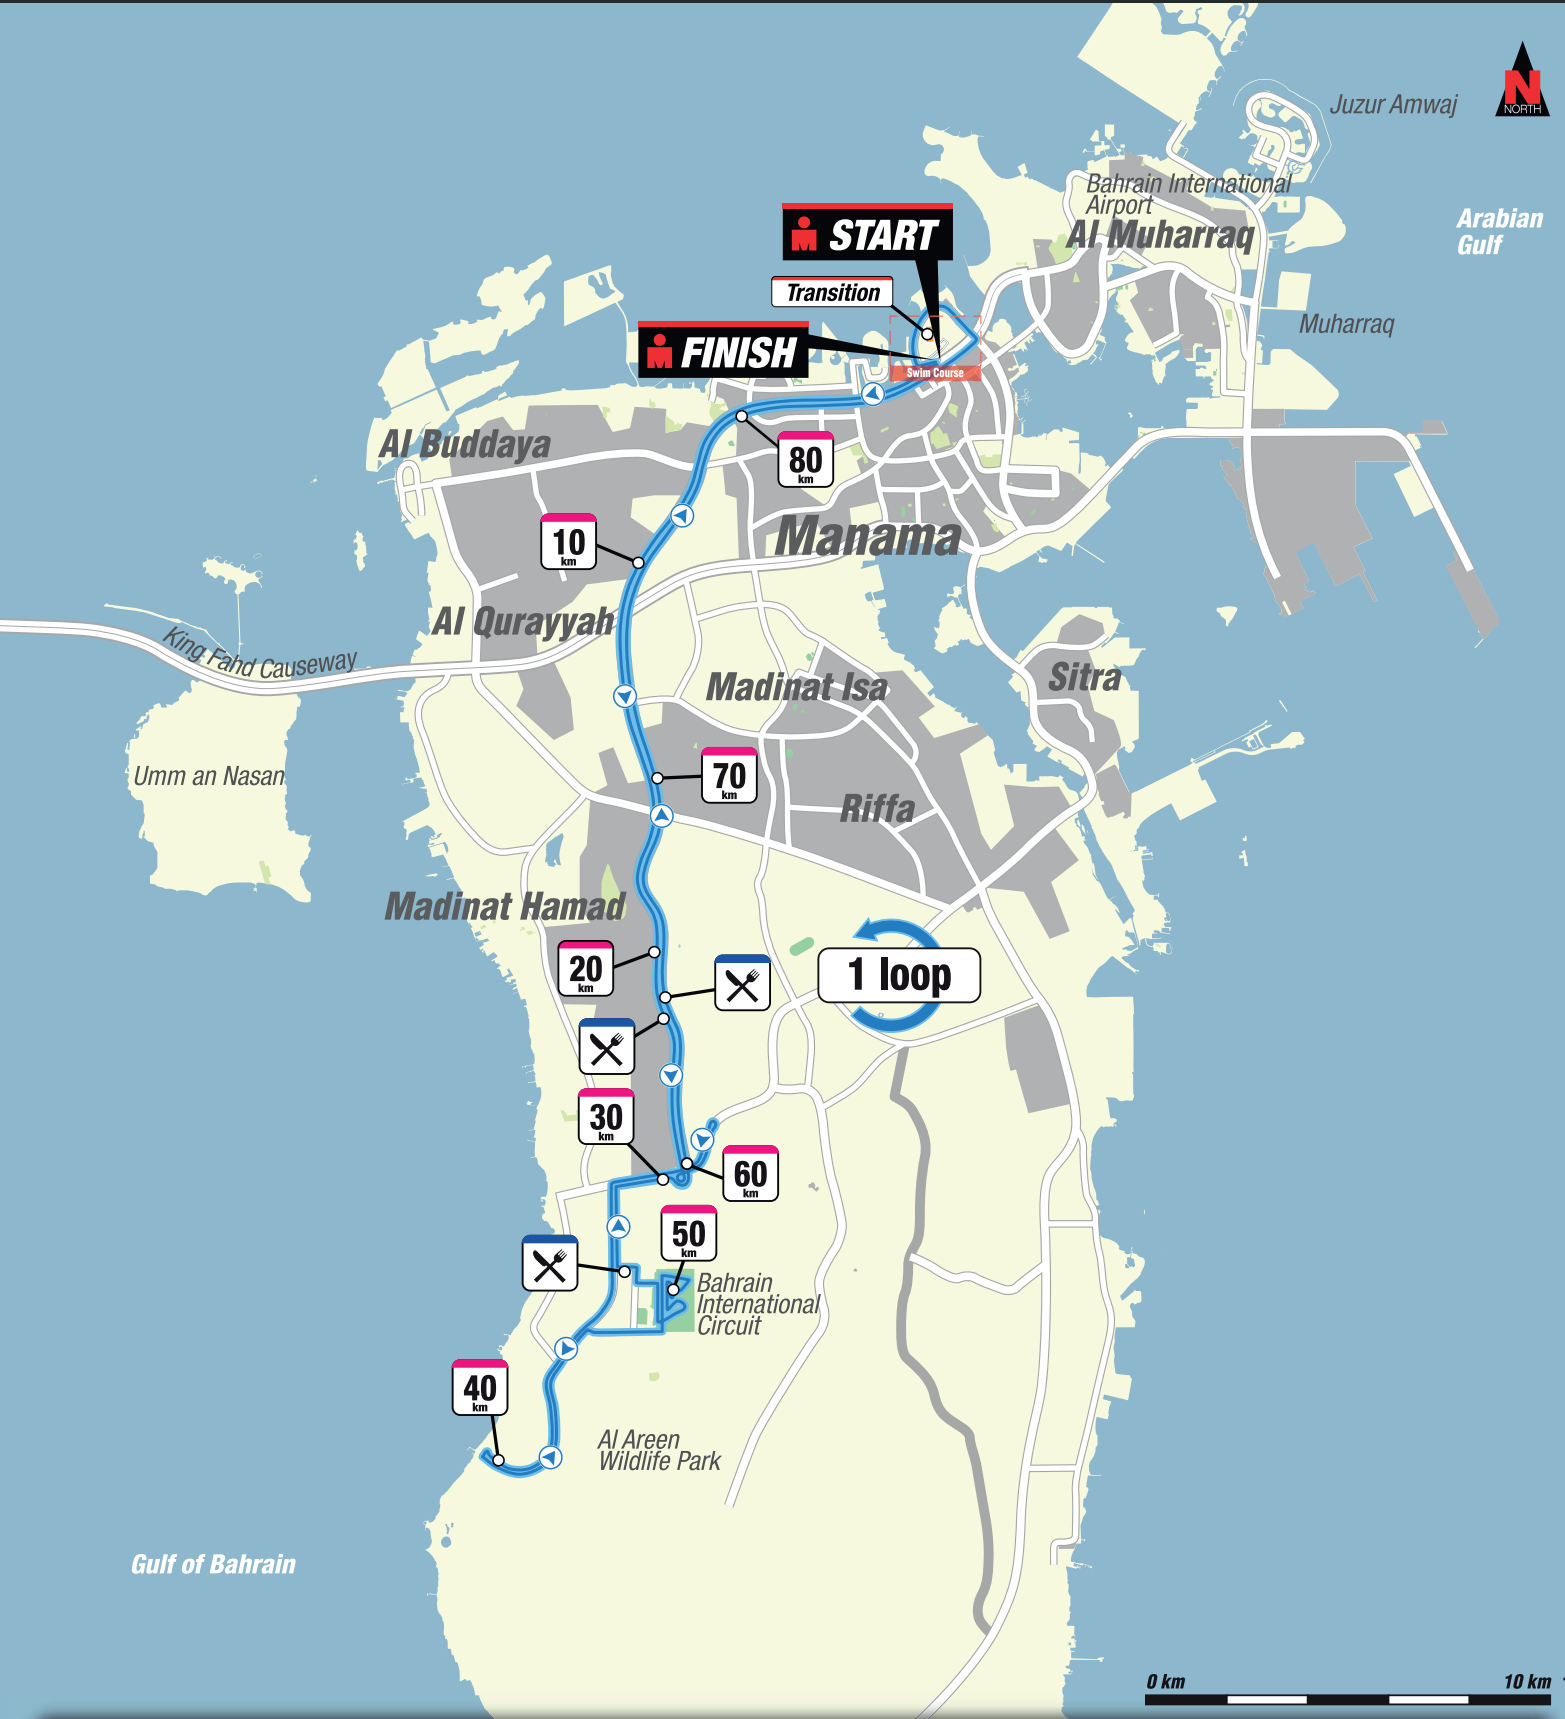 Juzur Amwaj
N
NORTH
Bahrain International
Airport
Al Muharraq
Arabian
Gulf
START
Transition
Muharraq
FINISH
Swim Course
Al Buddaya
80
km
10
km
Manama
Al Qurayyah
King Fahd Causeway
Sitra
Madinat Isa
Umm an Nasan
70
km
Riffa
Madinat Hamad
20
km
1 loop
30
km
60
km
50
km
Bahrain
International
Circuit
40
km
Al Areen
Wildlife Park
Gulf of Bahrain
0 km
10 km